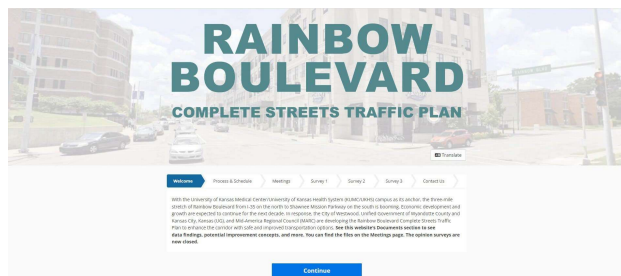 RAINBOW
BOULEVARD
COMPLETE STREETS TRAFFIC PLAN
Translate
Welcome
Process & Schedule
Meetings
Survey 1
Survey 2
Survey 3
Contact Us
With the University of Kansas Medical Center/University of Kansas Health System (KUMC/UKHS) campus as its anchor, the three-mile
stretch of Rainbow Boulevard from I-35 on the north to Shawnee Mission Parkway on the south is booming. Economic development and
growth are expected to continue for the next decade. In response, the City of Westwood, Unified Government of Wyandotte County and
Kansas City, Kansas (UG), and Mid-America Regional Council (MARC) are developing the Rainbow Boulevard Complete Streets Traffic
Plan to enhance the corridor with safe and improved transportation options. See this website's Documents section to see
data findings, potential improvement concepts, and more. You can find the files on the Meetings page. The opinion surveys are
now closed.
Continue